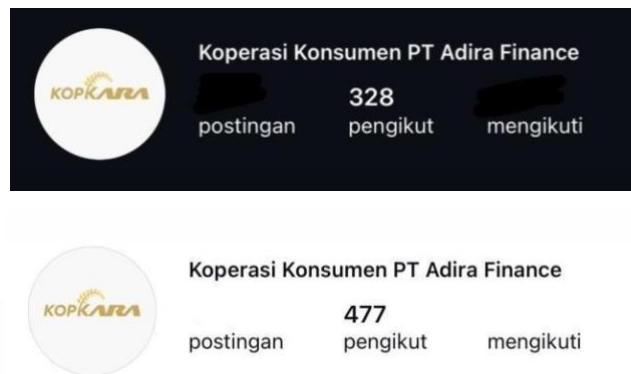 KOPKARA
Koperasi Konsumen PT Adira Finance
328
postingan pengikut mengikuti
KOPKARA
Koperasi Konsumen PT Adira Finance
477
postingan pengikut mengikuti